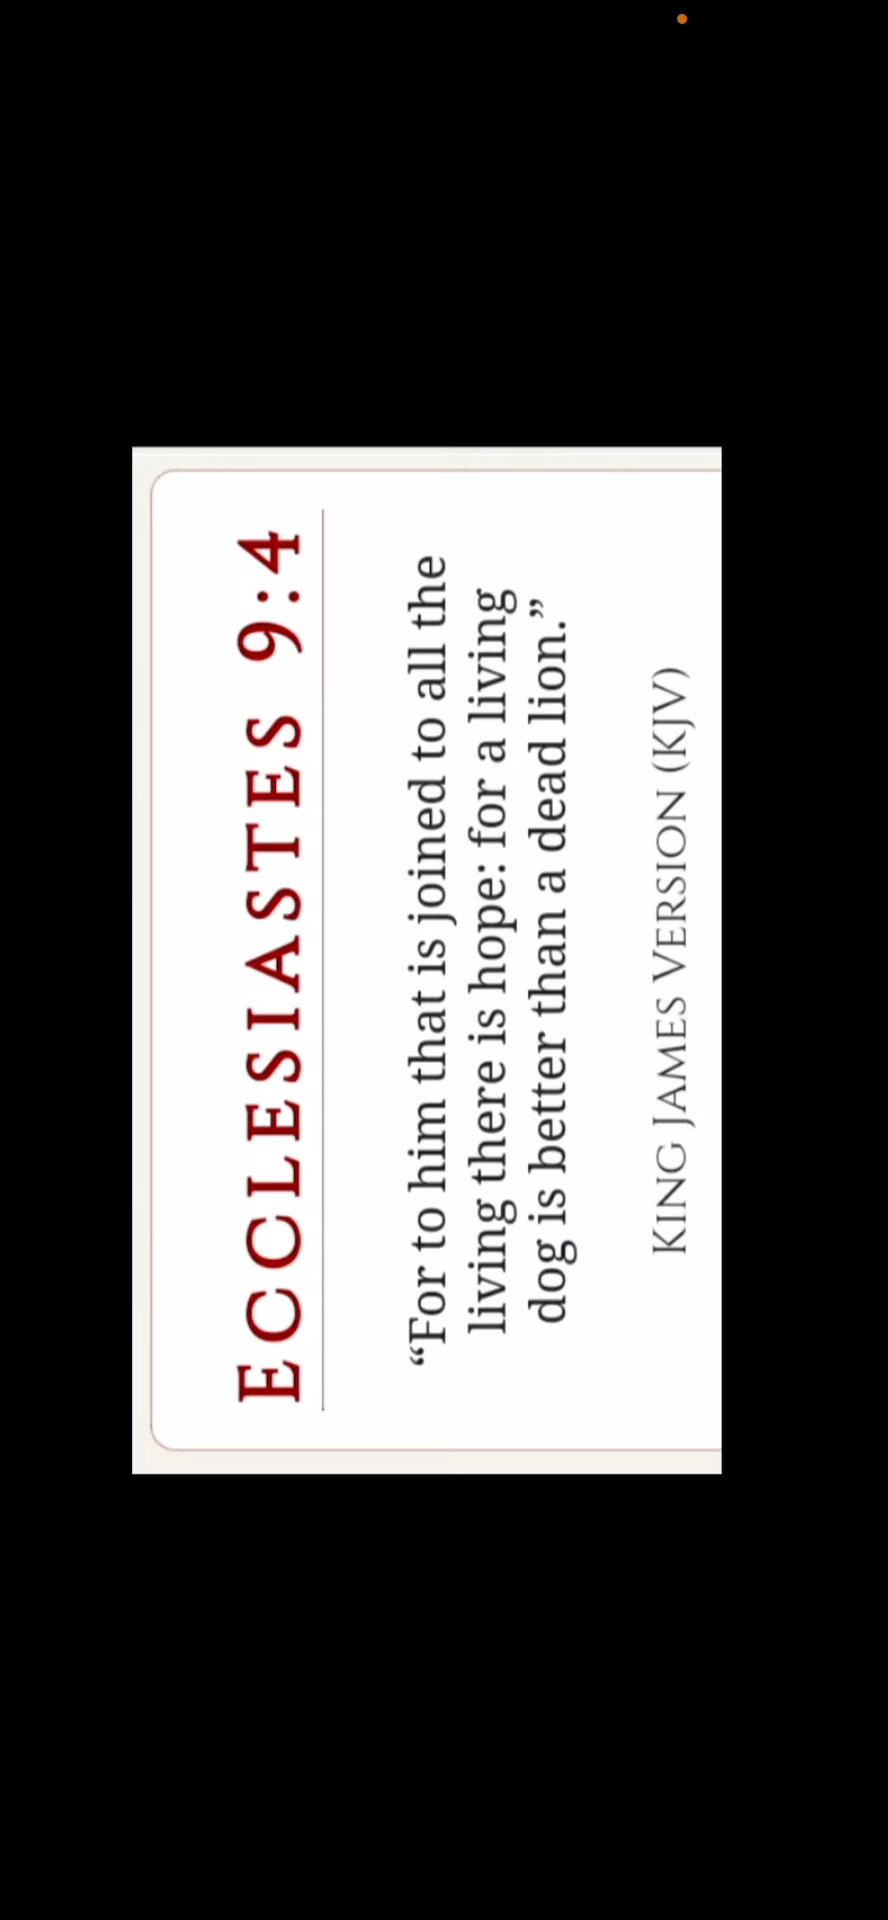 ECCLESIASTES 9:4
“For to him that is joined to all the
living there is hope: for a living
dog is better than a dead lion.”
KING JAMES VERSION (KJV)